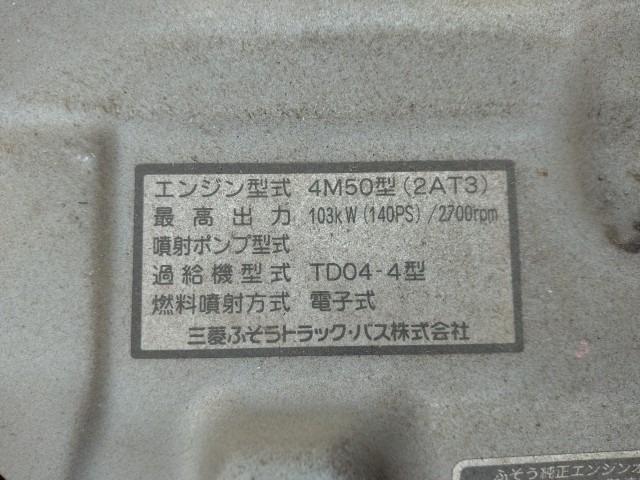 エンジン型式 4M50型(2AT3)
最高出力 103kW(140PS)/2700rpm
噴射ポンプ型式
過給機型式 TD04-4型
燃料噴射方式 電子式
三菱ふそうトラック・バス株式会社
ふそう純正エンジンオ